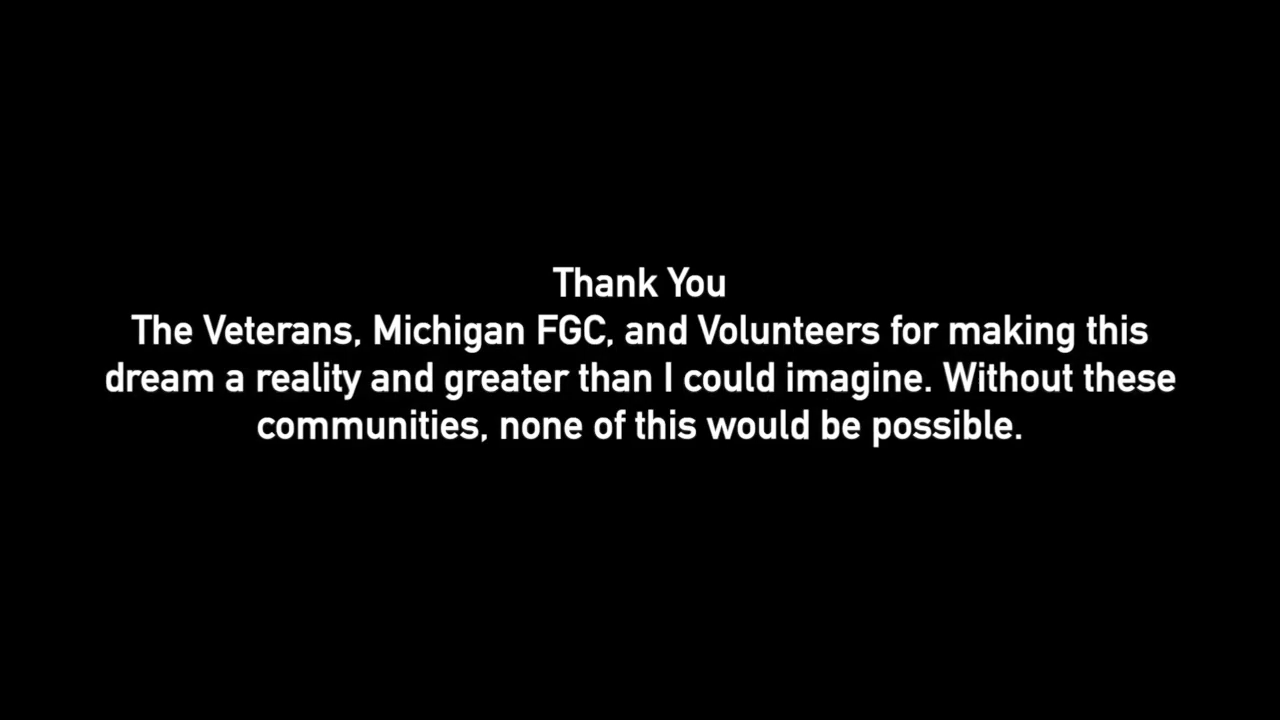 Thank You
The Veterans, Michigan FGC, and Volunteers for making this
dream a reality and greater than I could imagine. Without these
communities, none of this would be possible.